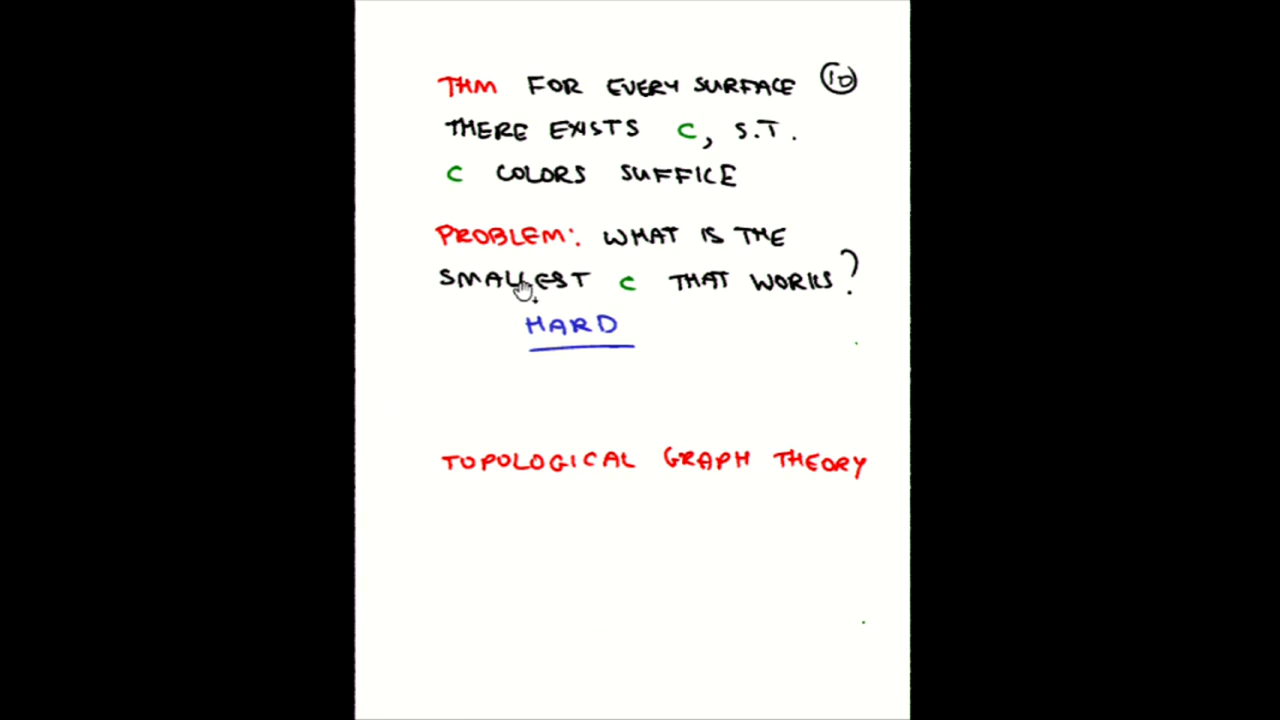 THM FOR EVERY SURFACE 10
THERE EXISTS C, S.T.
C COLORS SUFFICE
PROBLEM: WHAT IS THE
SMALLEST C THAT WORKS?
HARD
TOPOLOGICAL GRAPH THEORY